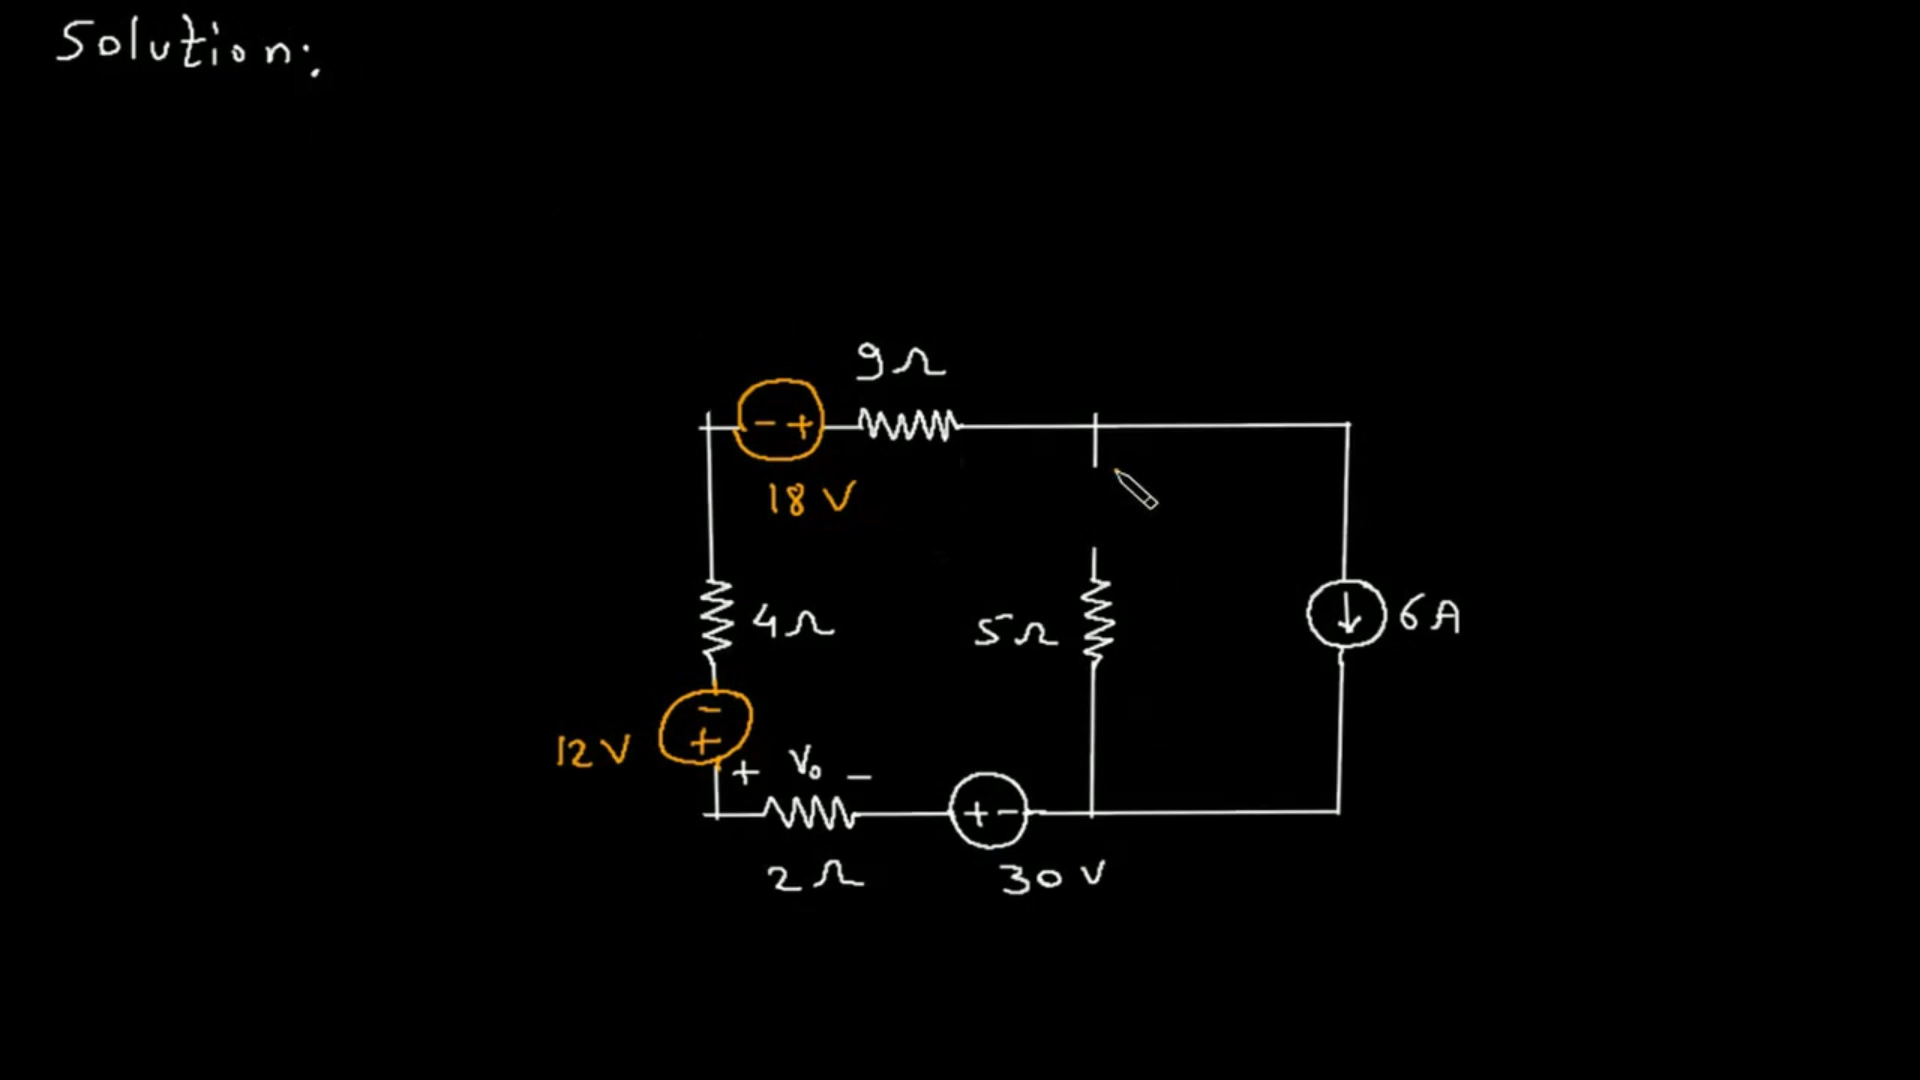 Solution:
9Ω
- +
18 V
4Ω
5Ω
6A
-
+
12V
+ V₀ -
+ -
2Ω
30 V